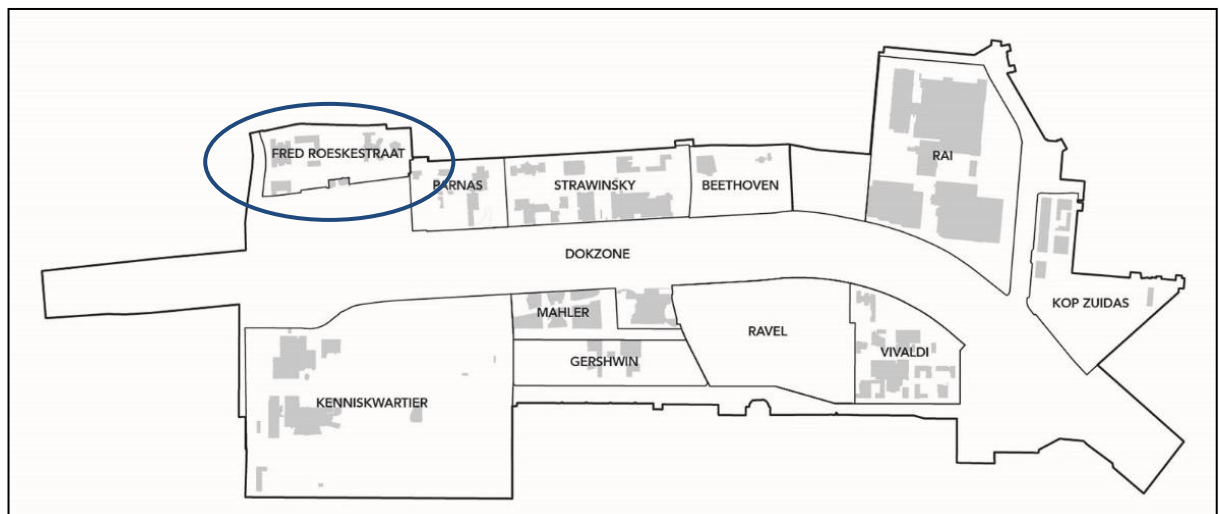 FRED ROESKESTRAAT
PARNAS
STRAWINSKY
BEETHOVEN
RAI
DOKZONE
KOP ZUIDAS
MAHLER
RAVEL
VIVALDI
GERSHWIN
KENNISKWARTIER